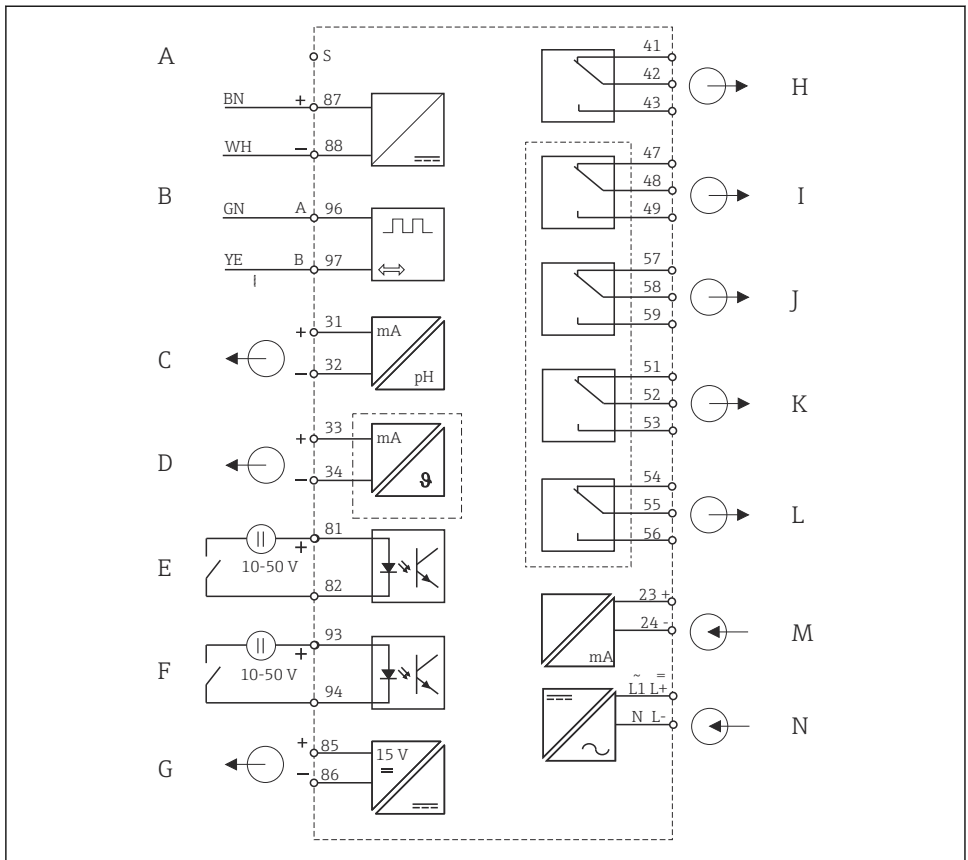 A
S
BN + 87
WH − 88
B
GN A 96
YE B 97
C
+ 31 mA
− 32 pH
D
+ 33 mA
− 34 ϑ
E
81
+
10-50 V
82
F
93
+
10-50 V
94
G
+ 85 15 V
− 86
41
42
43
H
47
48
49
I
57
58
59
J
51
52
53
K
54
55
56
L
23 +
24 -
mA
M
~ =
L1 L+
N L-
N